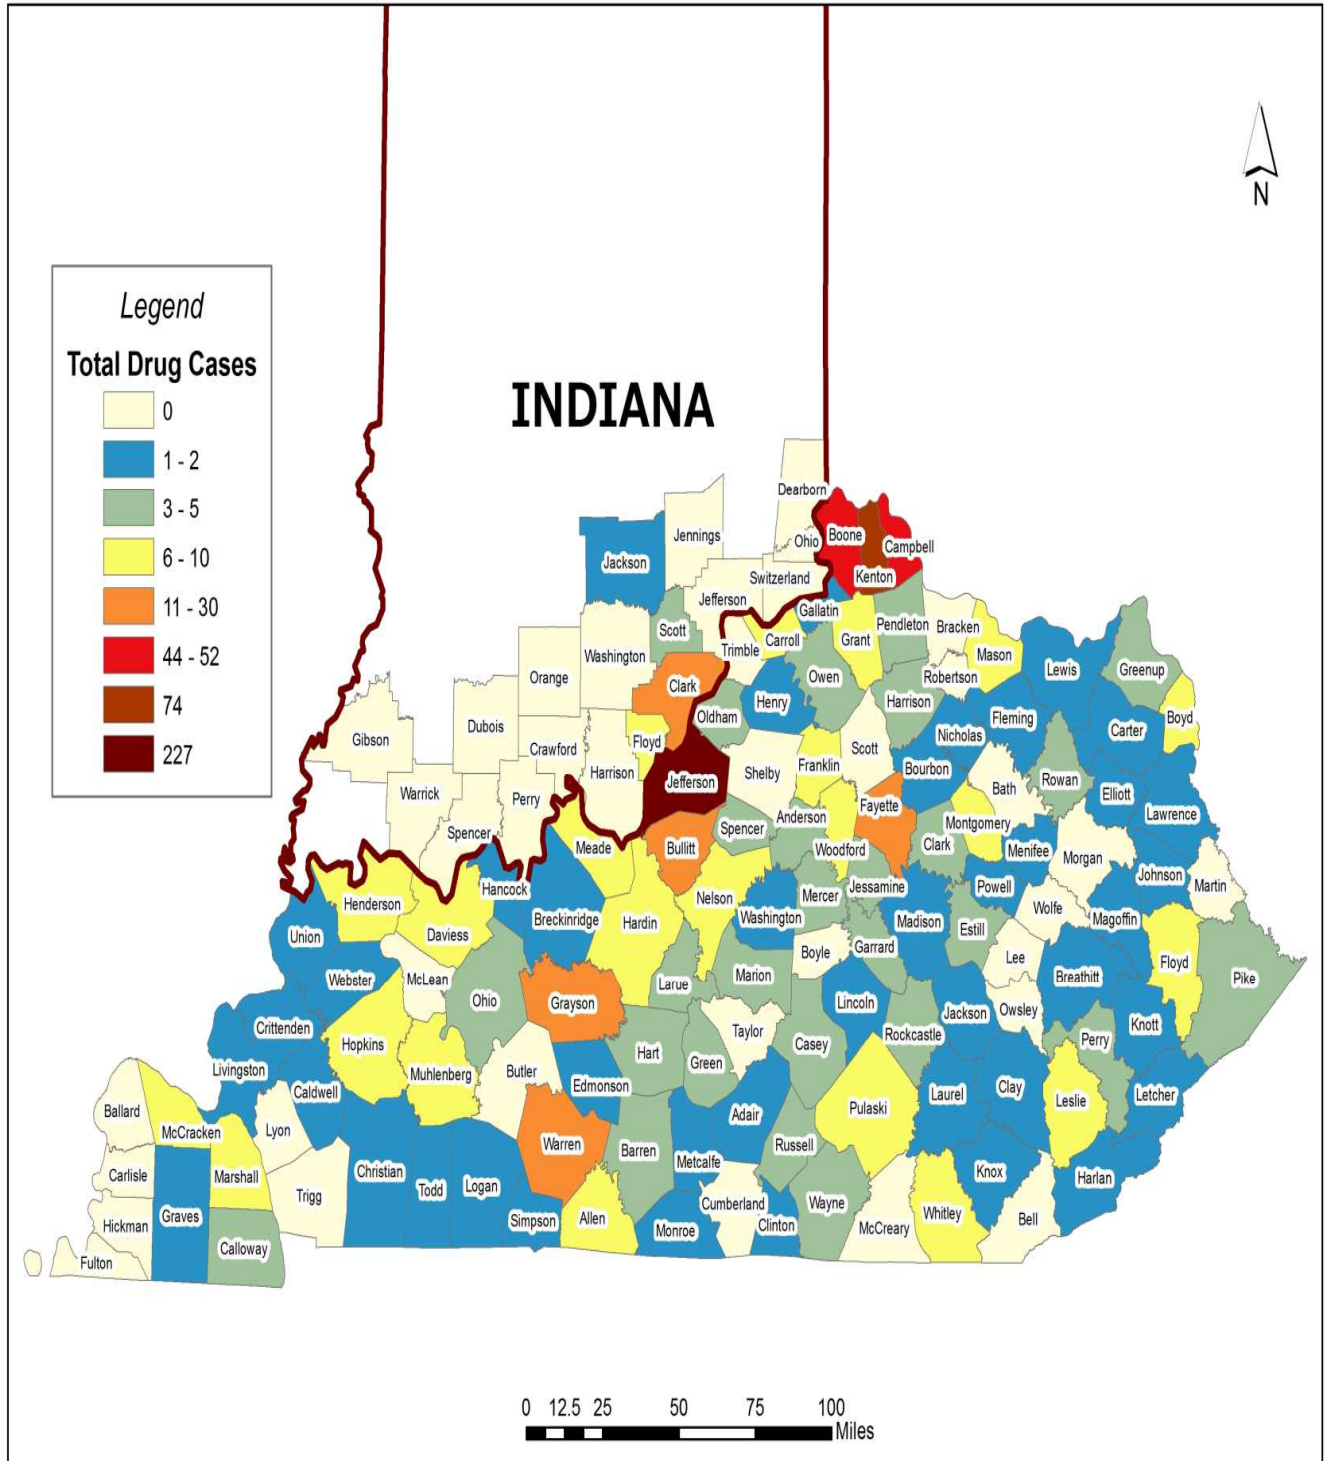 N
Legend
Total Drug Cases
0
1 - 2
3 - 5
6 - 10
11 - 30
44 - 52
74
227
INDIANA
Dearborn
Jennings
Boone
Ohio
Campbell
Jackson
Kenton
Switzerland
Jefferson
Gallatin
Scott
Carroll
Grant
Pendleton
Bracken
Trimble
Washington
Mason
Lewis
Greenup
Orange
Clark
Owen
Robertson
Henry
Harrison
Oldham
Fleming
Boyd
Dubois
Gibson
Floyd
Crawford
Nicholas
Carter
Scott
Franklin
Shelby
Harrison
Bourbon
Rowan
Jefferson
Bath
Elliott
Warrick
Perry
Fayette
Lawrence
Anderson
Montgomery
Spencer
Spencer
Clark
Meade
Bullitt
Woodford
Menifee
Morgan
Johnson
Martin
Hancock
Jessamine
Powell
Mercer
Nelson
Henderson
Wolfe
Magoffin
Breckinridge
Washington
Madison
Hardin
Daviess
Union
Estill
Garrard
Boyle
Lee
Floyd
Marion
Webster
McLean
Larue
Breathitt
Pike
Ohio
Grayson
Lincoln
Jackson
Owsley
Knott
Crittenden
Taylor
Rockcastle
Perry
Hopkins
Casey
Hart
Green
Livingston
Butler
Muhlenberg
Edmonson
Caldwell
Laurel
Clay
Letcher
Leslie
Ballard
Pulaski
Adair
Lyon
McCracken
Warren
Russell
Barren
Metcalfe
Carlisle
Marshall
Christian
Knox
Harlan
Trigg
Todd
Logan
Cumberland
Wayne
Whitley
Graves
Hickman
Simpson
Allen
Monroe
Clinton
McCreary
Bell
Calloway
Fulton
0 12.5 25 50 75 100
Miles